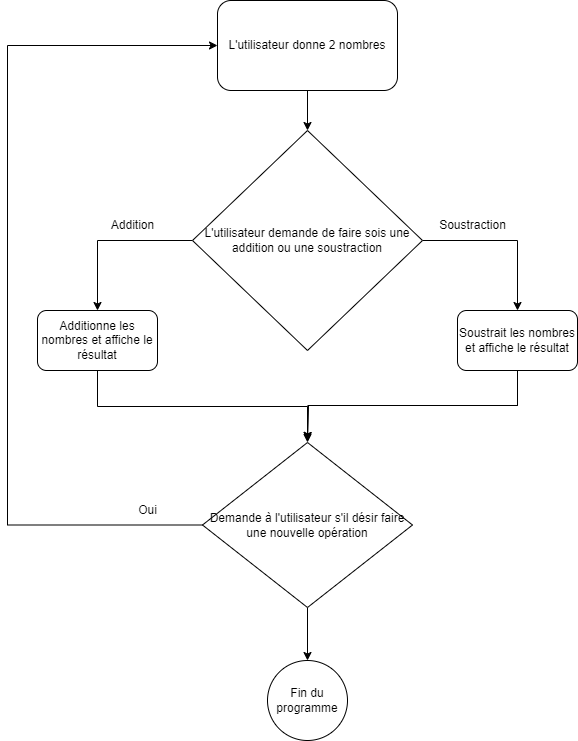 L'utilisateur donne 2 nombres
L'utilisateur demande de faire sois une
addition ou une soustraction
Addition
Soustraction
Additionne les
nombres et affiche le
résultat
Soustrait les nombres
et affiche le résultat
Demande à l'utilisateur s'il désir faire
une nouvelle opération
Oui
Fin du
programme